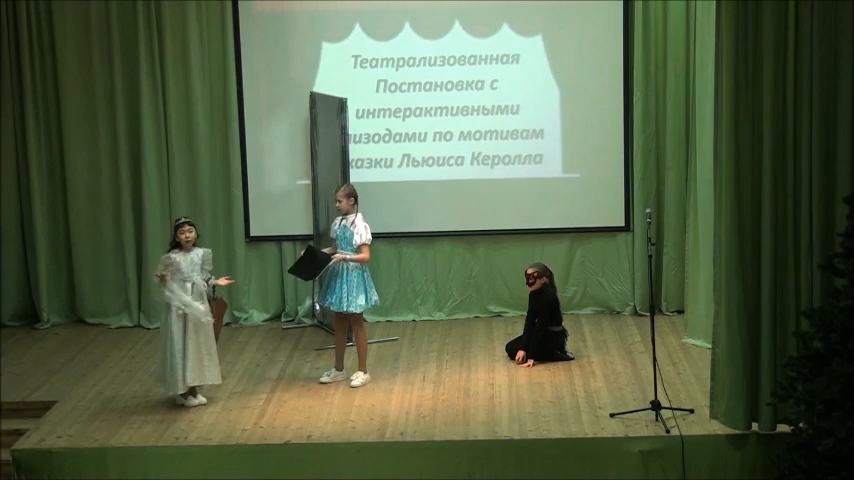 Театрализованная
Постановка с
интерактивными
по мотивам
Льюиса Керолла